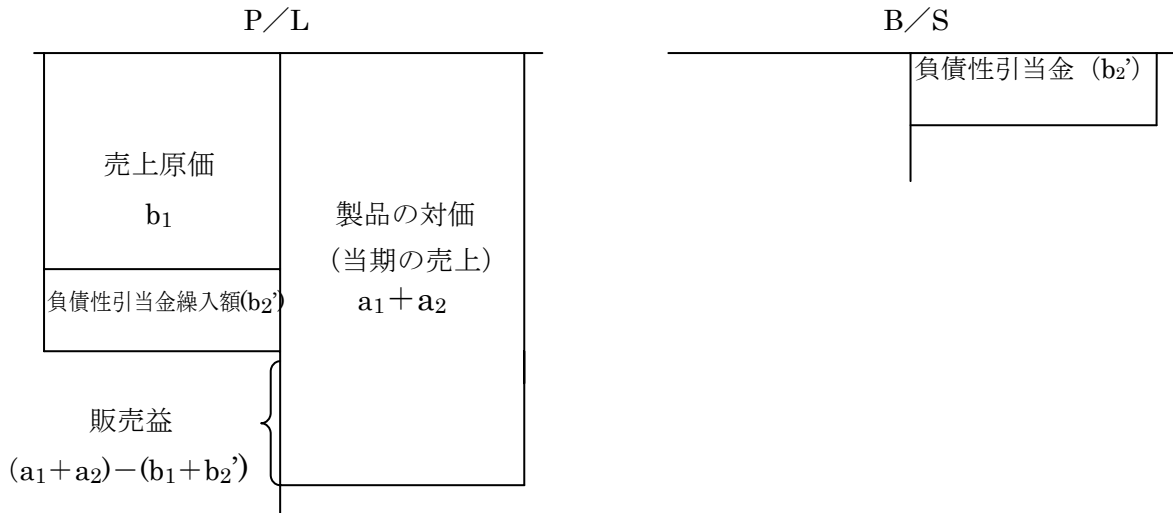 P／L
売上原価
b₁
負債性引当金繰入額(b₂’)
販売益
(a₁＋a₂)－(b₁＋b₂’)
製品の対価
（当期の売上）
a₁＋a₂
B／S
負債性引当金（b₂’）